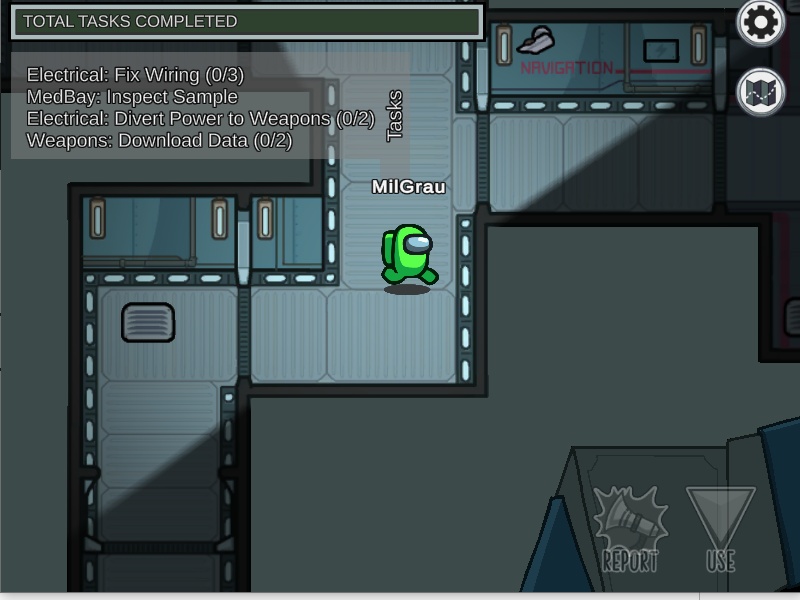 TOTAL TASKS COMPLETED
Electrical: Fix Wiring (0/3)
MedBay: Inspect Sample
Electrical: Divert Power to Weapons (0/2)
Weapons: Download Data (0/2)
Tasks
NAVIGATION
MilGrau
REPORT
USE